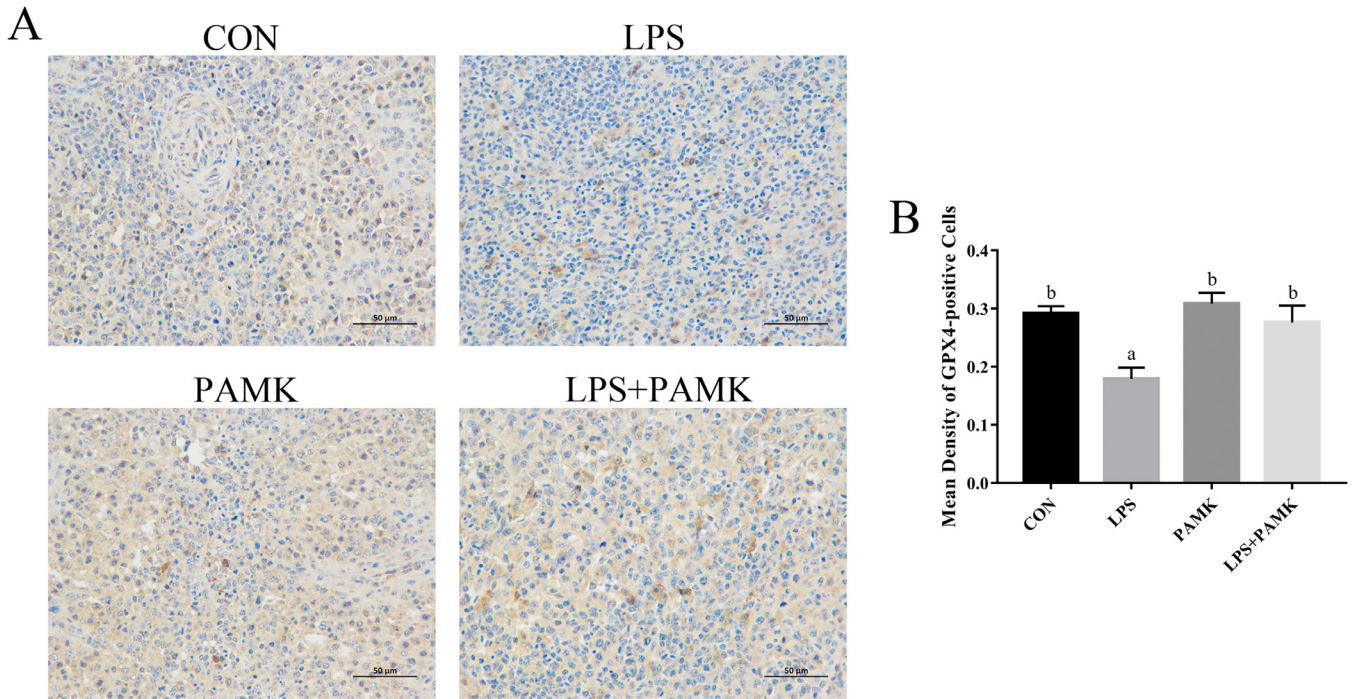 A
CON
LPS
50 µm
50 µm
PAMK
LPS+PAMK
50 µm
50 µm
B
Mean Density of GPX4-positive Cells
0.4
0.3
0.2
0.1
0.0
b
a
b
b
CON
LPS
PAMK
LPS+PAMK